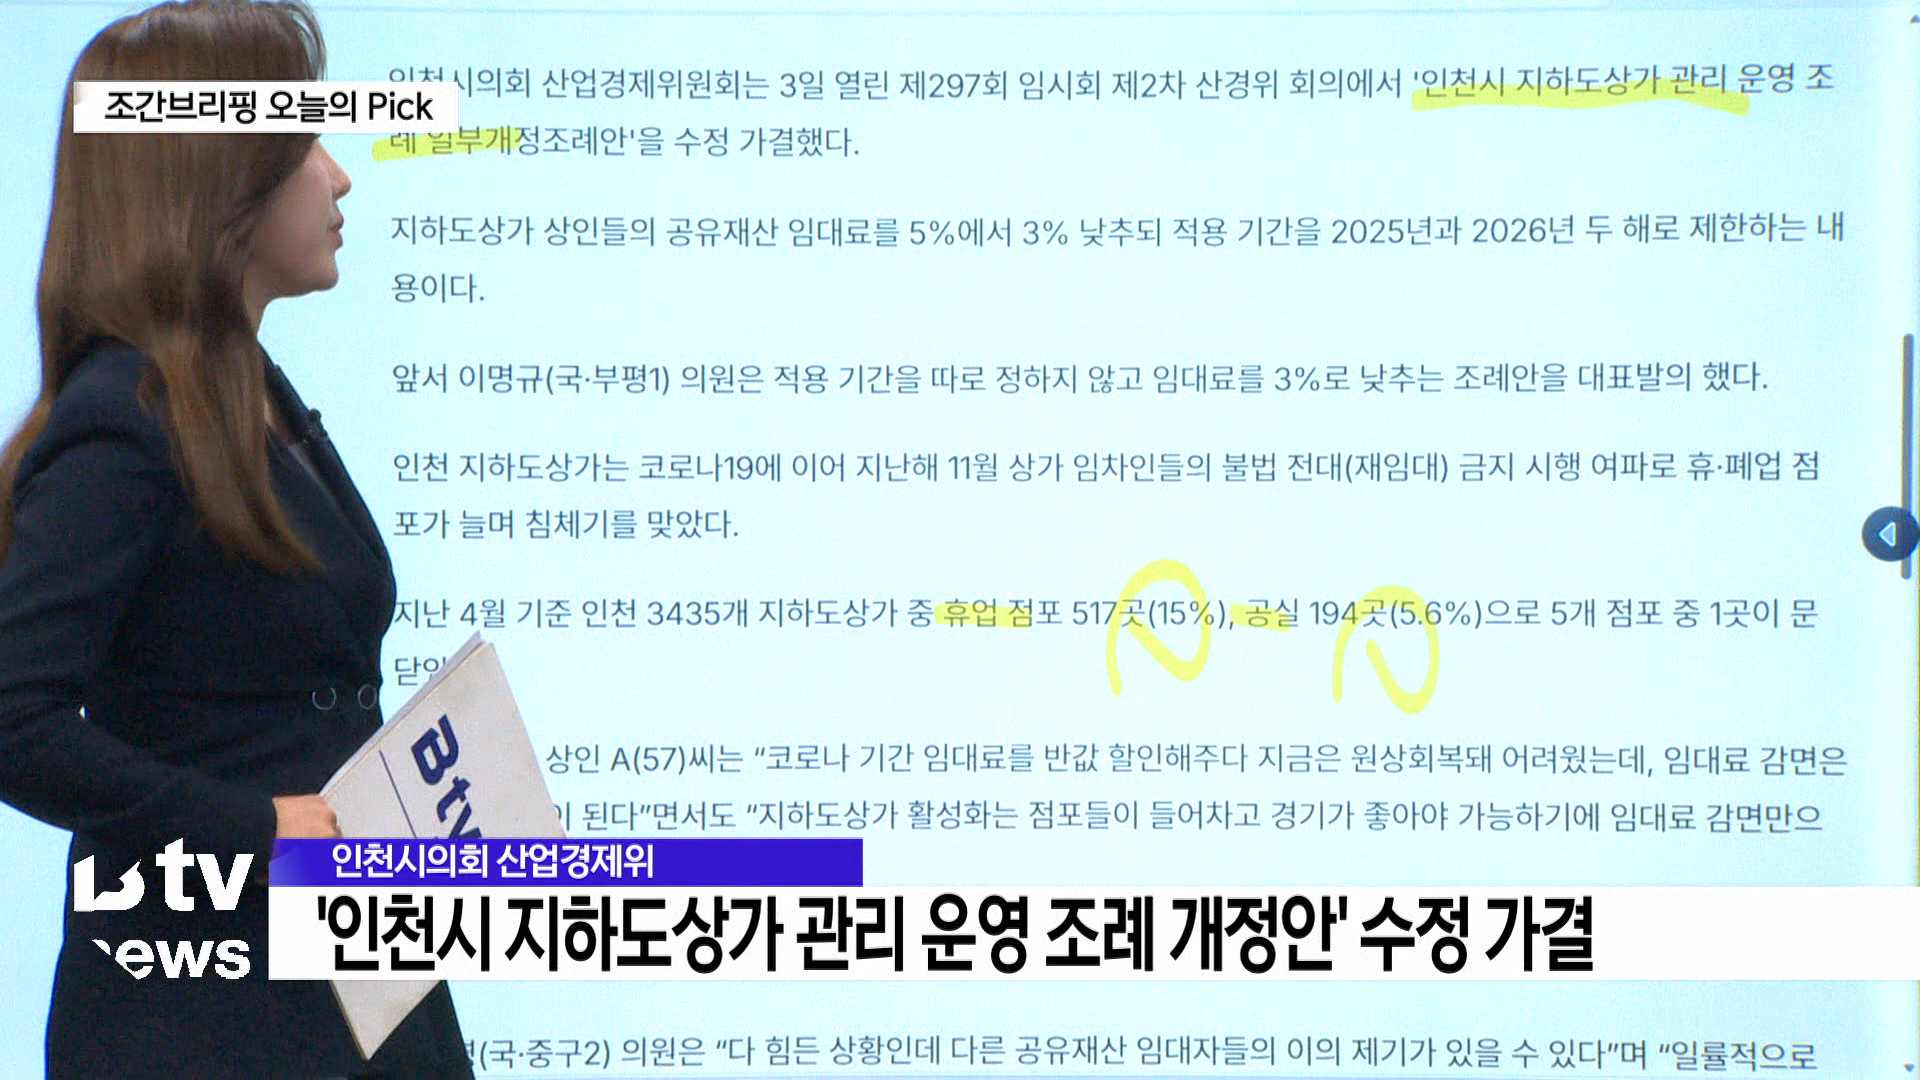 조간브리핑 오늘의 Pick
인천시의회 산업경제위원회는 3일 열린 제297회 임시회 제2차 산경위 회의에서 '인천시 지하도상가 관리 운영 조
례 일부개정조례안'을 수정 가결했다.
지하도상가 상인들의 공유재산 임대료를 5%에서 3% 낮추되 적용 기간을 2025년과 2026년 두 해로 제한하는 내
용이다.
앞서 이명규(국·부평1) 의원은 적용 기간을 따로 정하지 않고 임대료를 3%로 낮추는 조례안을 대표발의 했다.
인천 지하도상가는 코로나19에 이어 지난해 11월 상가 임차인들의 불법 전대(재임대) 금지 시행 여파로 휴·폐업 점
포가 늘며 침체기를 맞았다.
지난 4월 기준 인천 3435개 지하도상가 중 휴업 점포 517곳(15%), 공실 194곳(5.6%)으로 5개 점포 중 1곳이 문
상인 A(57)씨는 “코로나 기간 임대료를 반값 할인해주다 지금은 원상회복돼 어려웠는데, 임대료 감면은
된다”면서도 “지하도상가 활성화는 점포들이 들어차고 경기가 좋아야 가능하기에 임대료 감면만으
Btv
B tv
news
인천시의회 산업경제위
'인천시 지하도상가 관리 운영 조례 개정안' 수정 가결
(국·중구2) 의원은 “다 힘든 상황인데 다른 공유재산 임대자들의 이의 제기가 있을 수 있다”며 “일률적으로